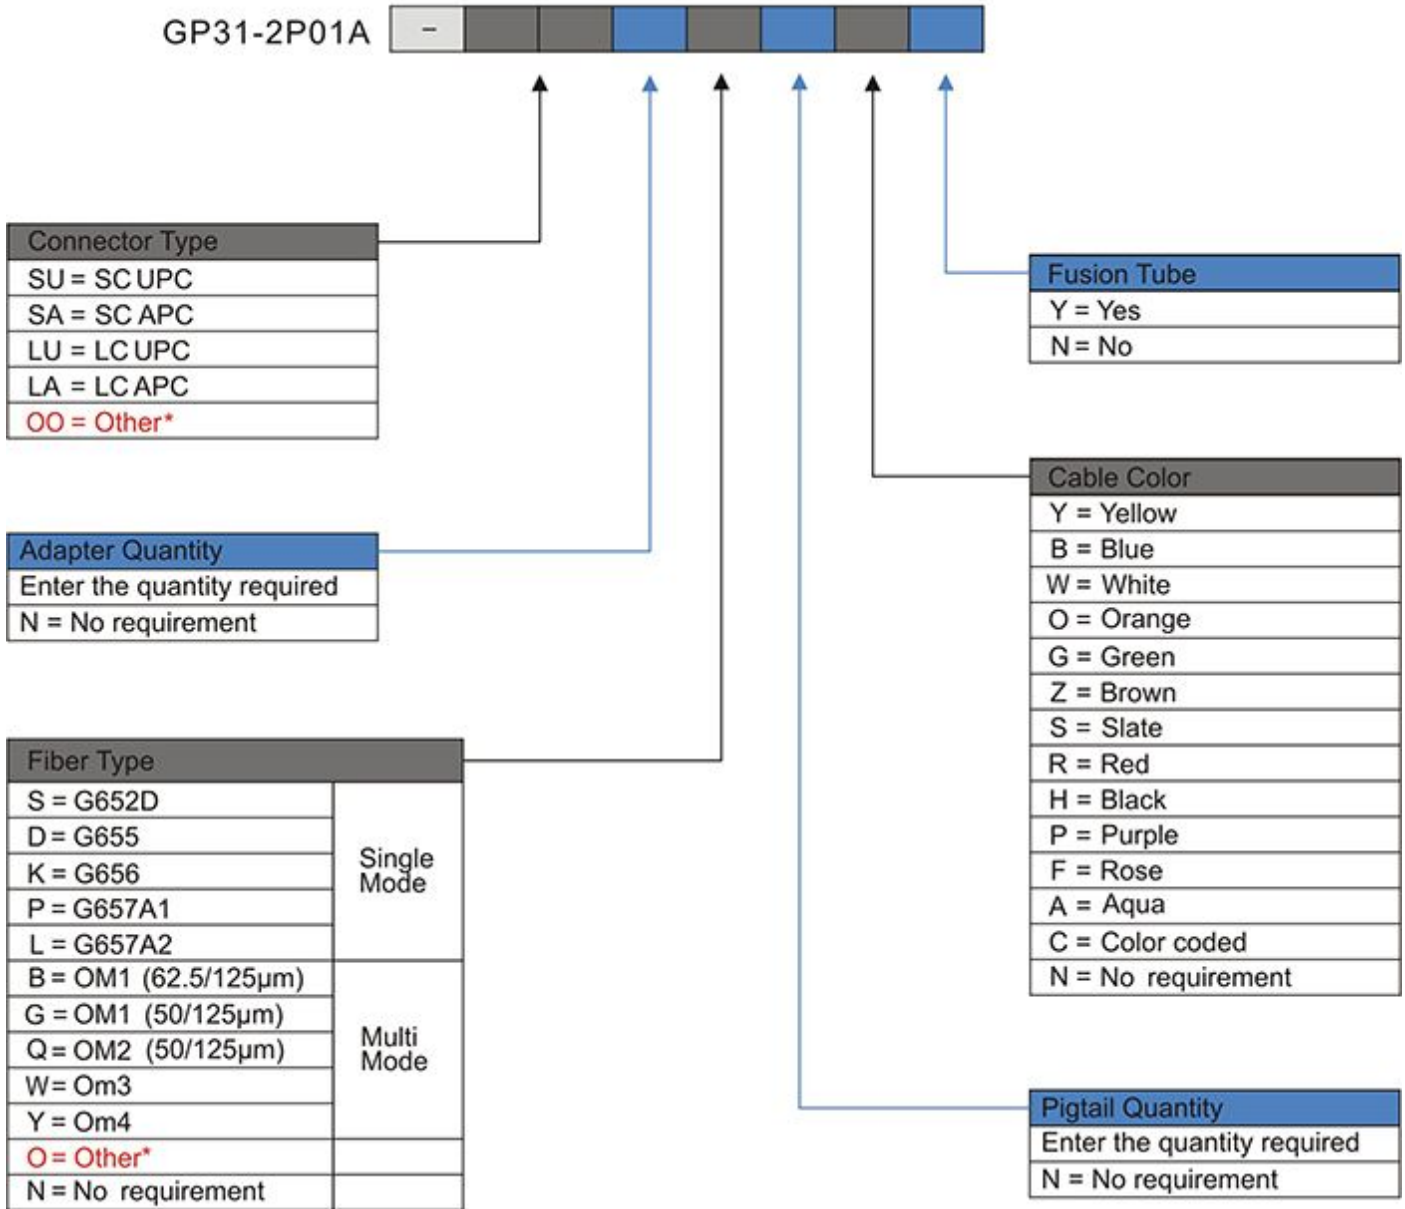 GP31-2P01A -
Connector Type
SU = SC UPC
SA = SC APC
LU = LC UPC
LA = LC APC
OO = Other*
Adapter Quantity
Enter the quantity required
N = No requirement
Fiber Type
S = G652D
D = G655
K = G656
P = G657A1
L = G657A2
Single
Mode
B = OM1 (62.5/125µm)
G = OM1 (50/125µm)
Q = OM2 (50/125µm)
W = Om3
Y = Om4
Multi
Mode
O = Other*
N = No requirement
Fusion Tube
Y = Yes
N = No
Cable Color
Y = Yellow
B = Blue
W = White
O = Orange
G = Green
Z = Brown
S = Slate
R = Red
H = Black
P = Purple
F = Rose
A = Aqua
C = Color coded
N = No requirement
Pigtail Quantity
Enter the quantity required
N = No requirement